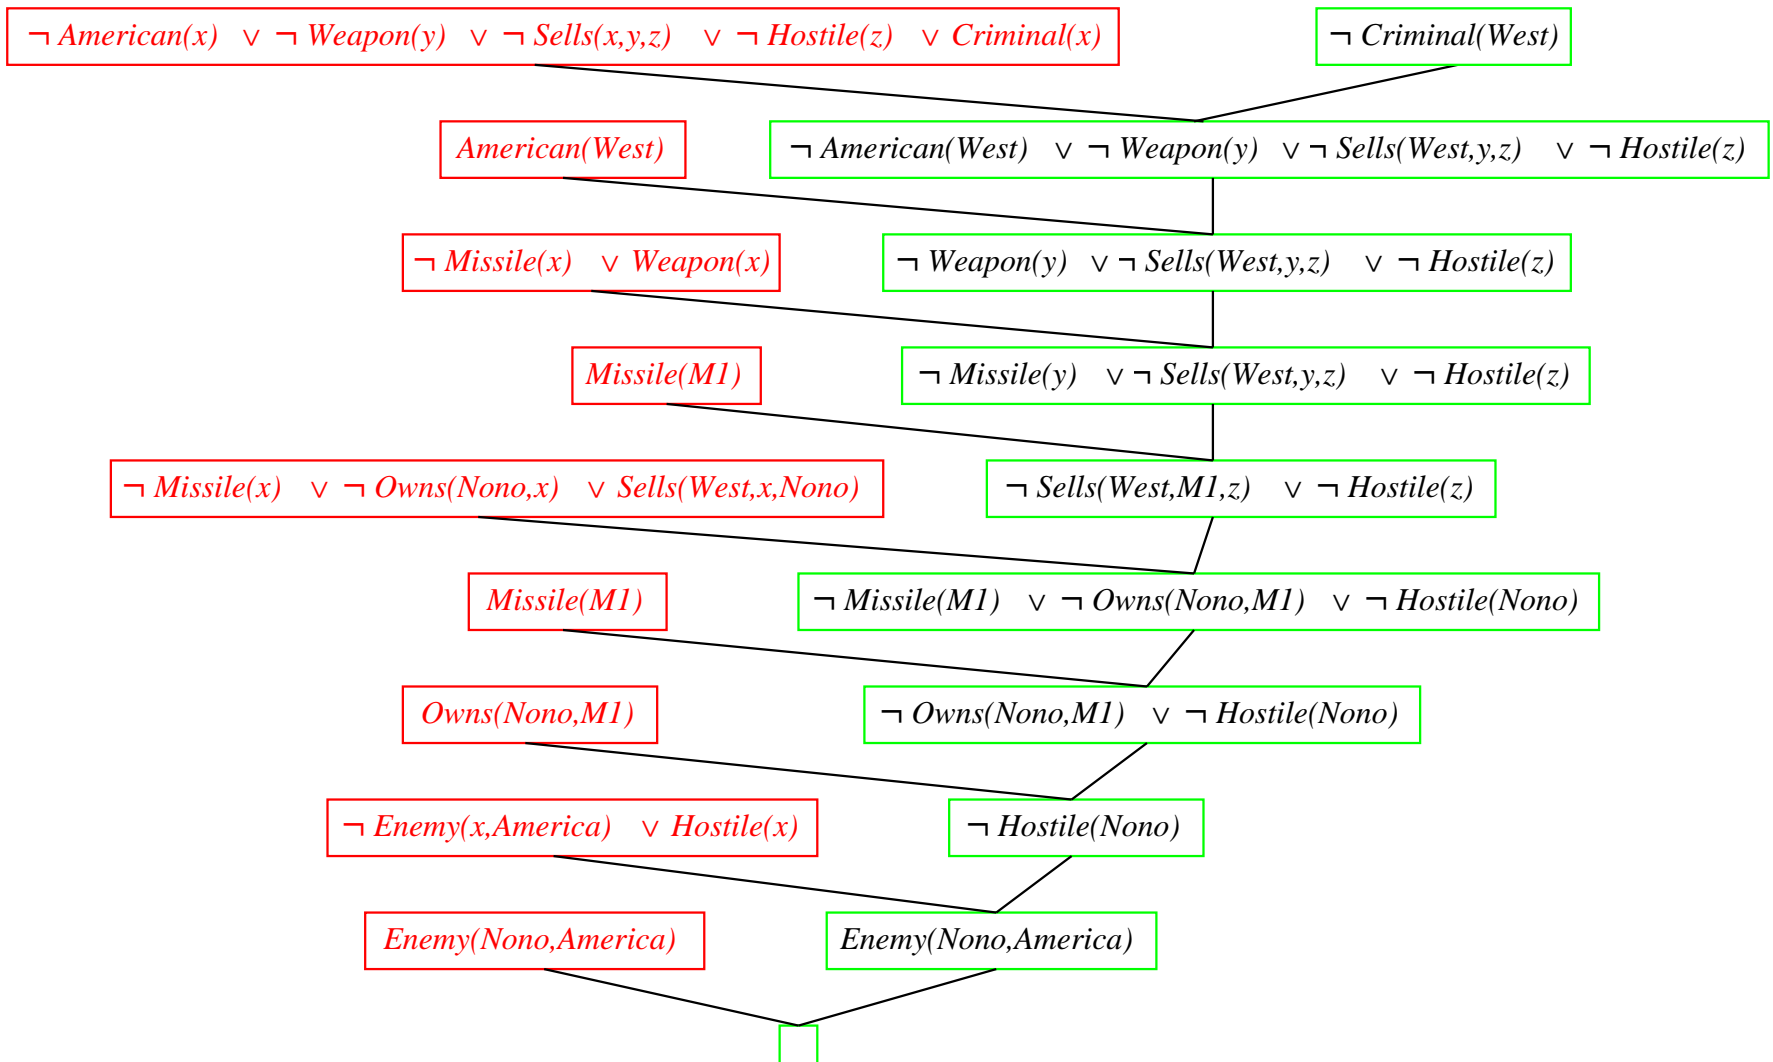 ¬ American(x) ∨ ¬ Weapon(y) ∨ ¬ Sells(x,y,z) ∨ ¬ Hostile(z) ∨ Criminal(x) ¬ Criminal(West)
American(West) ¬ American(West) ∨ ¬ Weapon(y) ∨ ¬ Sells(West,y,z) ∨ ¬ Hostile(z)
¬ Missile(x) ∨ Weapon(x) ¬ Weapon(y) ∨ ¬ Sells(West,y,z) ∨ ¬ Hostile(z)
Missile(M1) ¬ Missile(y) ∨ ¬ Sells(West,y,z) ∨ ¬ Hostile(z)
¬ Missile(x) ∨ ¬ Owns(Nono,x) ∨ Sells(West,x,Nono) ¬ Sells(West,M1,z) ∨ ¬ Hostile(z)
Missile(M1) ¬ Missile(M1) ∨ ¬ Owns(Nono,M1) ∨ ¬ Hostile(Nono)
Owns(Nono,M1) ¬ Owns(Nono,M1) ∨ ¬ Hostile(Nono)
¬ Enemy(x,America) ∨ Hostile(x) ¬ Hostile(Nono)
Enemy(Nono,America) Enemy(Nono,America)